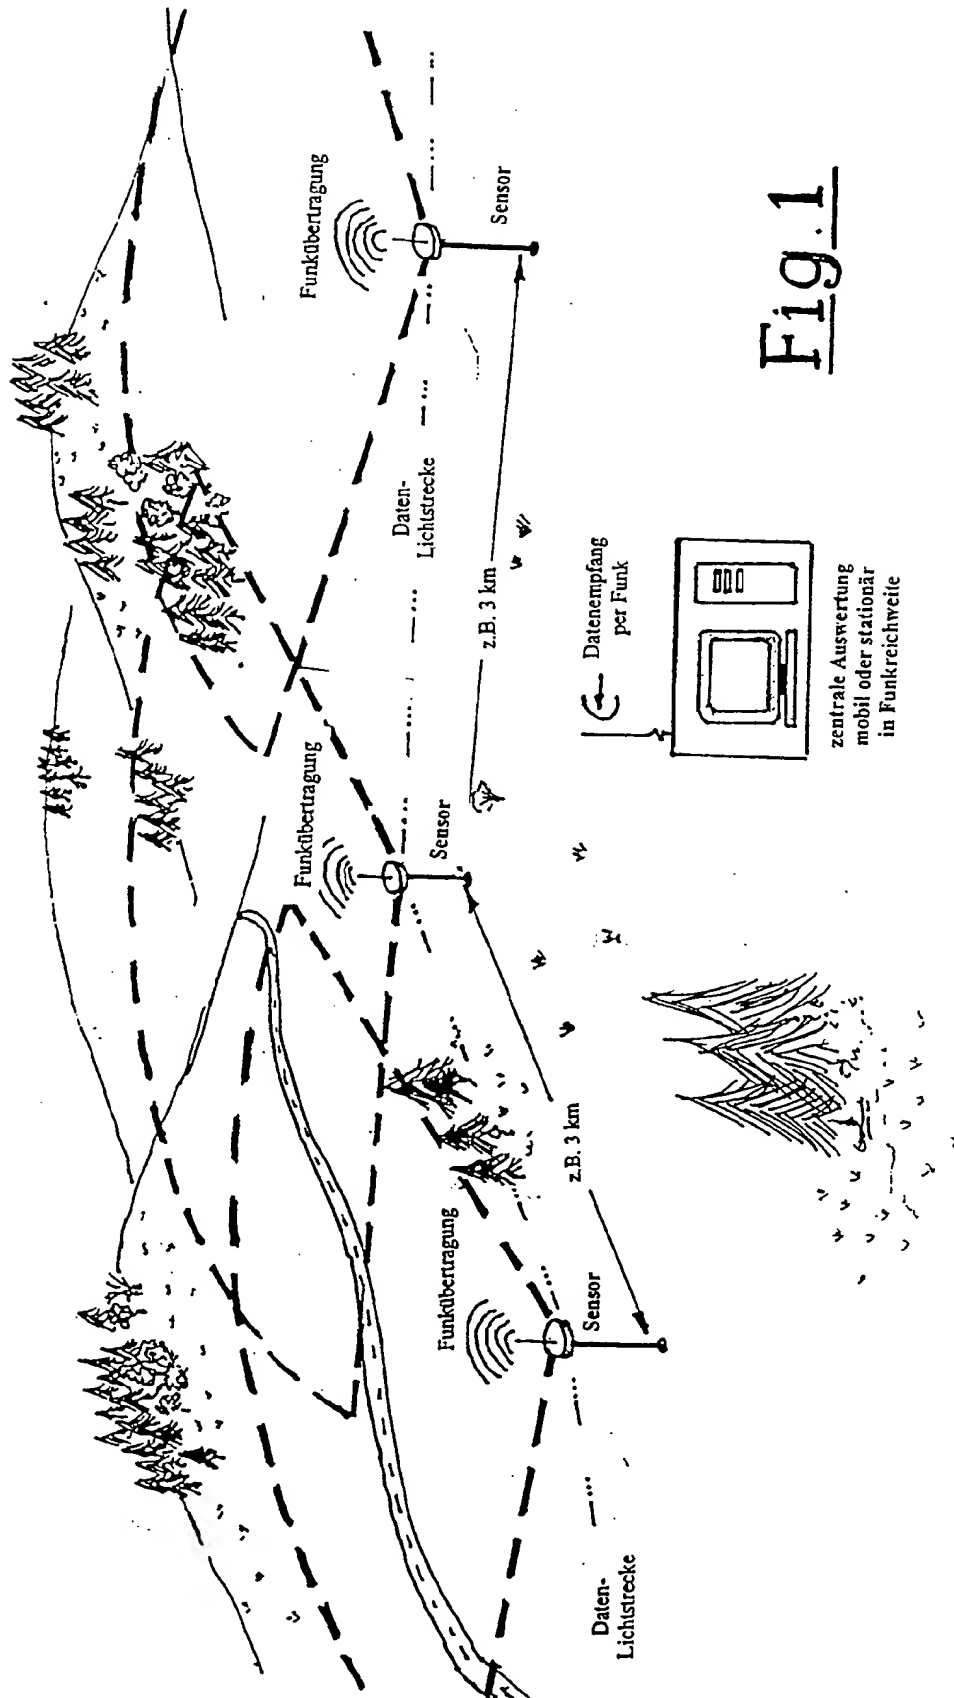 Funkübertragung
Sensor
Daten-
Lichtstrecke
z.B. 3 km
Funkübertragung
Sensor
z.B. 3 km
Funkübertragung
Sensor
Daten-
Lichtstrecke
Datenempfang
per Funk
zentrale Auswertung
mobil oder stationär
in Funkreichweite
Fig.1